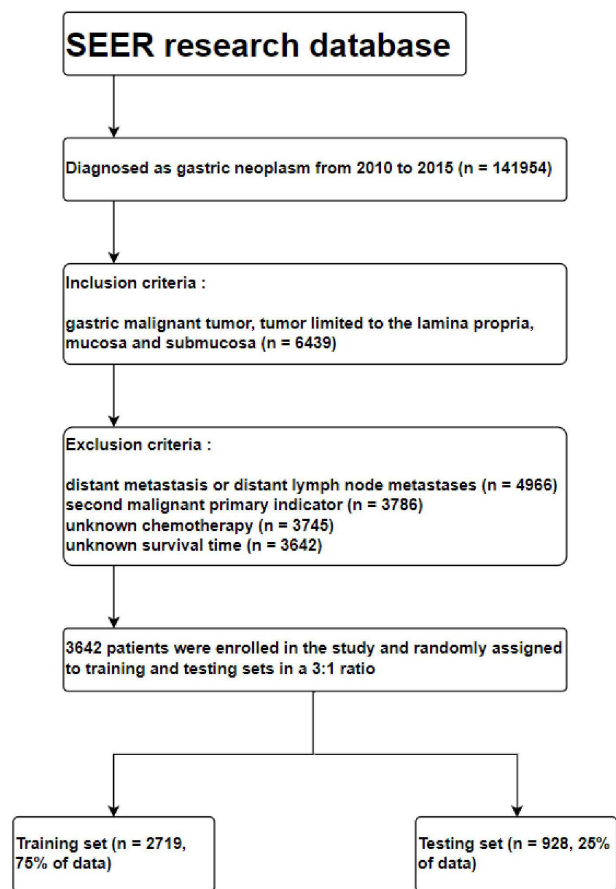 SEER research database
Diagnosed as gastric neoplasm from 2010 to 2015 (n = 141954)
Inclusion criteria :
gastric malignant tumor, tumor limited to the lamina propria,
mucosa and submucosa (n = 6439)
Exclusion criteria :
distant metastasis or distant lymph node metastases (n = 4966)
second malignant primary indicator (n = 3786)
unknown chemotherapy (n = 3745)
unknown survival time (n = 3642)
3642 patients were enrolled in the study and randomly assigned
to training and testing sets in a 3:1 ratio
Training set (n = 2719,
75% of data)
Testing set (n = 928, 25%
of data)